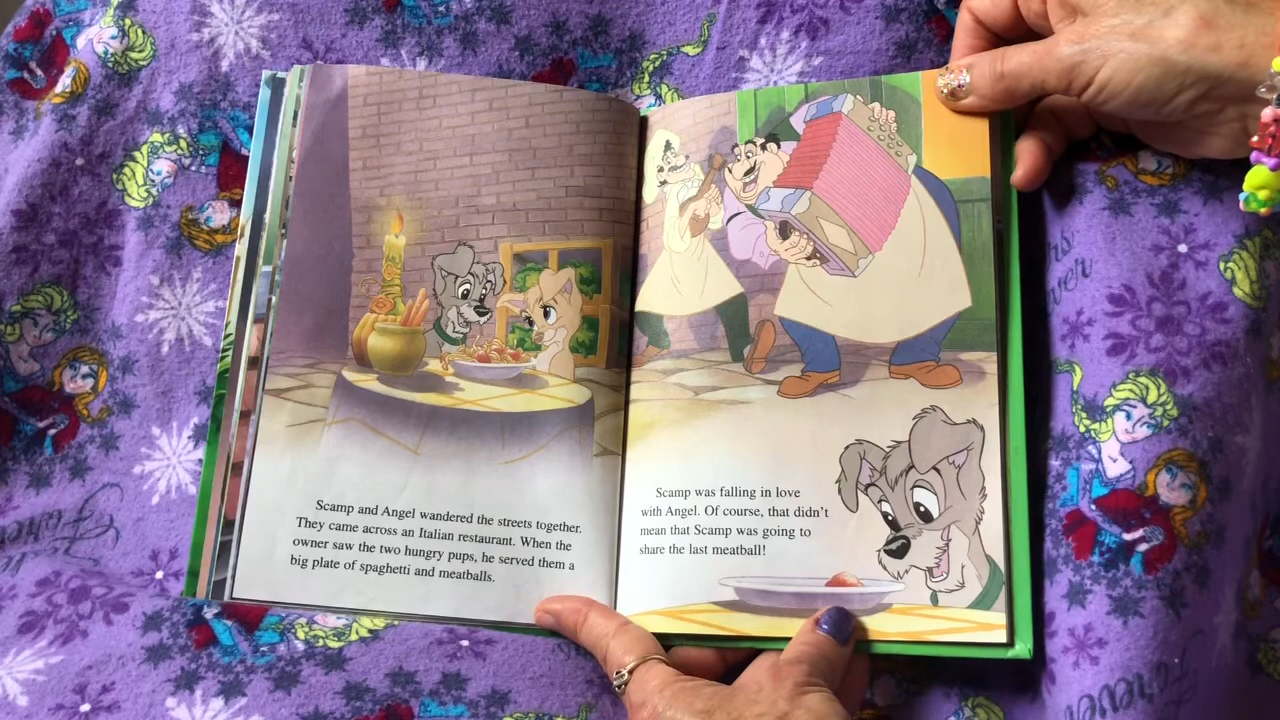 Scamp and Angel wandered the streets together.
They came across an Italian restaurant. When the
owner saw the two hungry pups, he served them a
big plate of spaghetti and meatballs.
Scamp was falling in love
with Angel. Of course, that didn't
mean that Scamp was going to
share the last meatball!
Forever